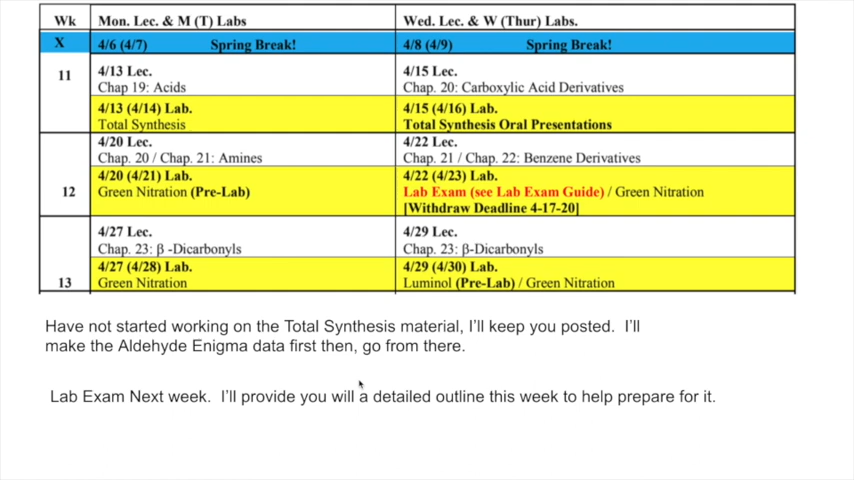 Wk Mon. Lec. & M (T) Labs Wed. Lec. & W (Thur) Labs.
X 4/6 (4/7) Spring Break! 4/8 (4/9) Spring Break!
4/13 Lec. 4/15 Lec.
11 Chap 19: Acids Chap. 20: Carboxylic Acid Derivatives
4/13 (4/14) Lab. 4/15 (4/16) Lab.
Total Synthesis Total Synthesis Oral Presentations
4/20 Lec. 4/22 Lec.
Chap. 20 / Chap. 21: Amines Chap. 21 / Chap. 22: Benzene Derivatives
4/20 (4/21) Lab. 4/22 (4/23) Lab.
12 Green Nitration (Pre-Lab) Lab Exam (see Lab Exam Guide) / Green Nitration
[Withdraw Deadline 4-17-20]
4/27 Lec. 4/29 Lec.
Chap. 23: β -Dicarbonyls Chap. 23: β-Dicarbonyls
4/27 (4/28) Lab. 4/29 (4/30) Lab.
13 Green Nitration Luminol (Pre-Lab) / Green Nitration
Have not started working on the Total Synthesis material, I'll keep you posted. I'll
make the Aldehyde Enigma data first then, go from there.
Lab Exam Next week. I'll provide you will a detailed outline this week to help prepare for it.